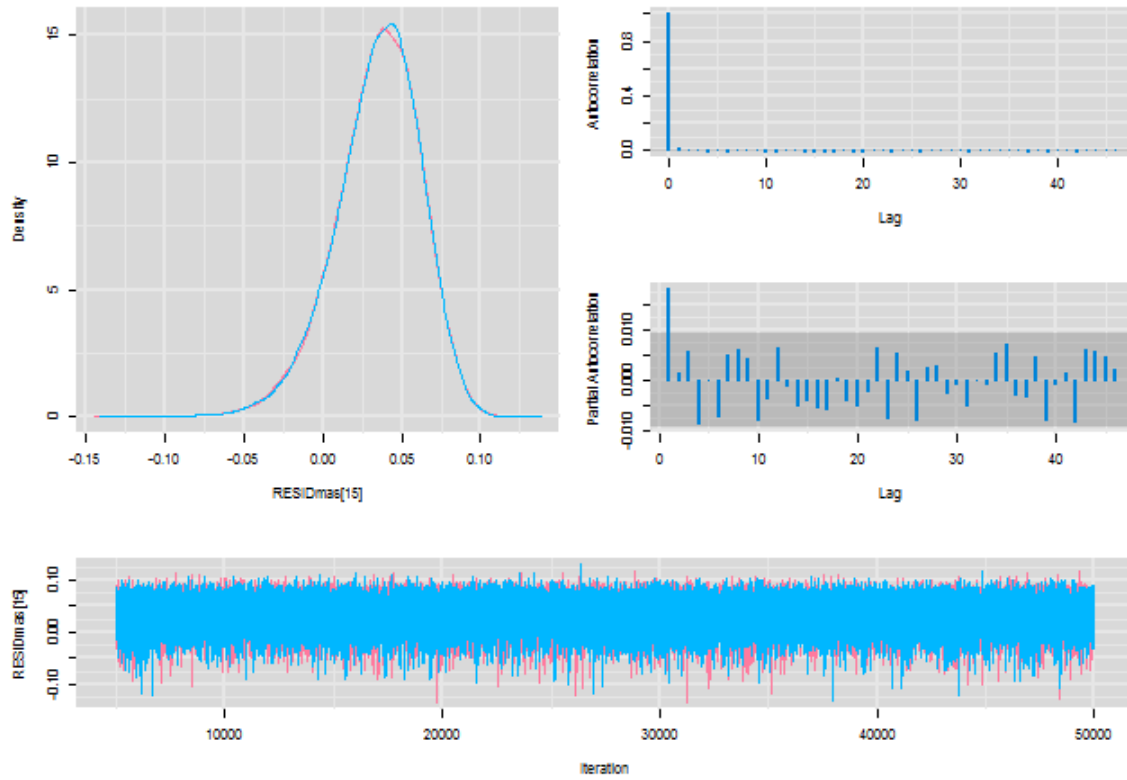 15
10
5
0
Density
-0.15 -0.10 -0.05 0.00 0.05 0.10
RESIDmas[15]
0.8
0.4
0.0
Autocorrelation
0 10 20 30 40
Lag
0.010
0.000
-0.010
Partial Autocorrelation
0 10 20 30 40
Lag
0.10
0.00
-0.10
RESIDmas[15]
10000 20000 30000 40000 50000
Iteration